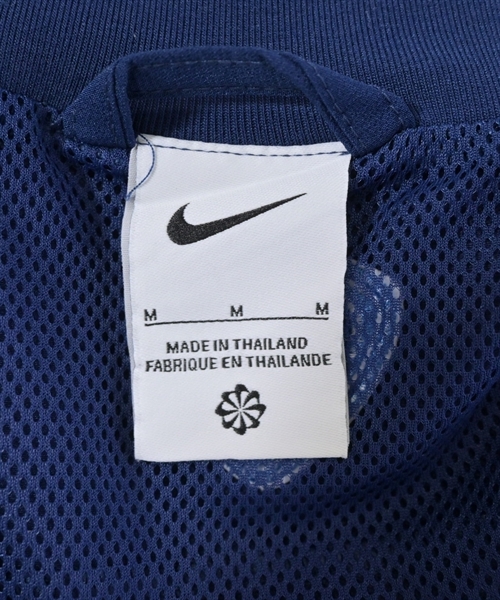 M M M
MADE IN THAILAND
FABRIQUE EN THAILANDE